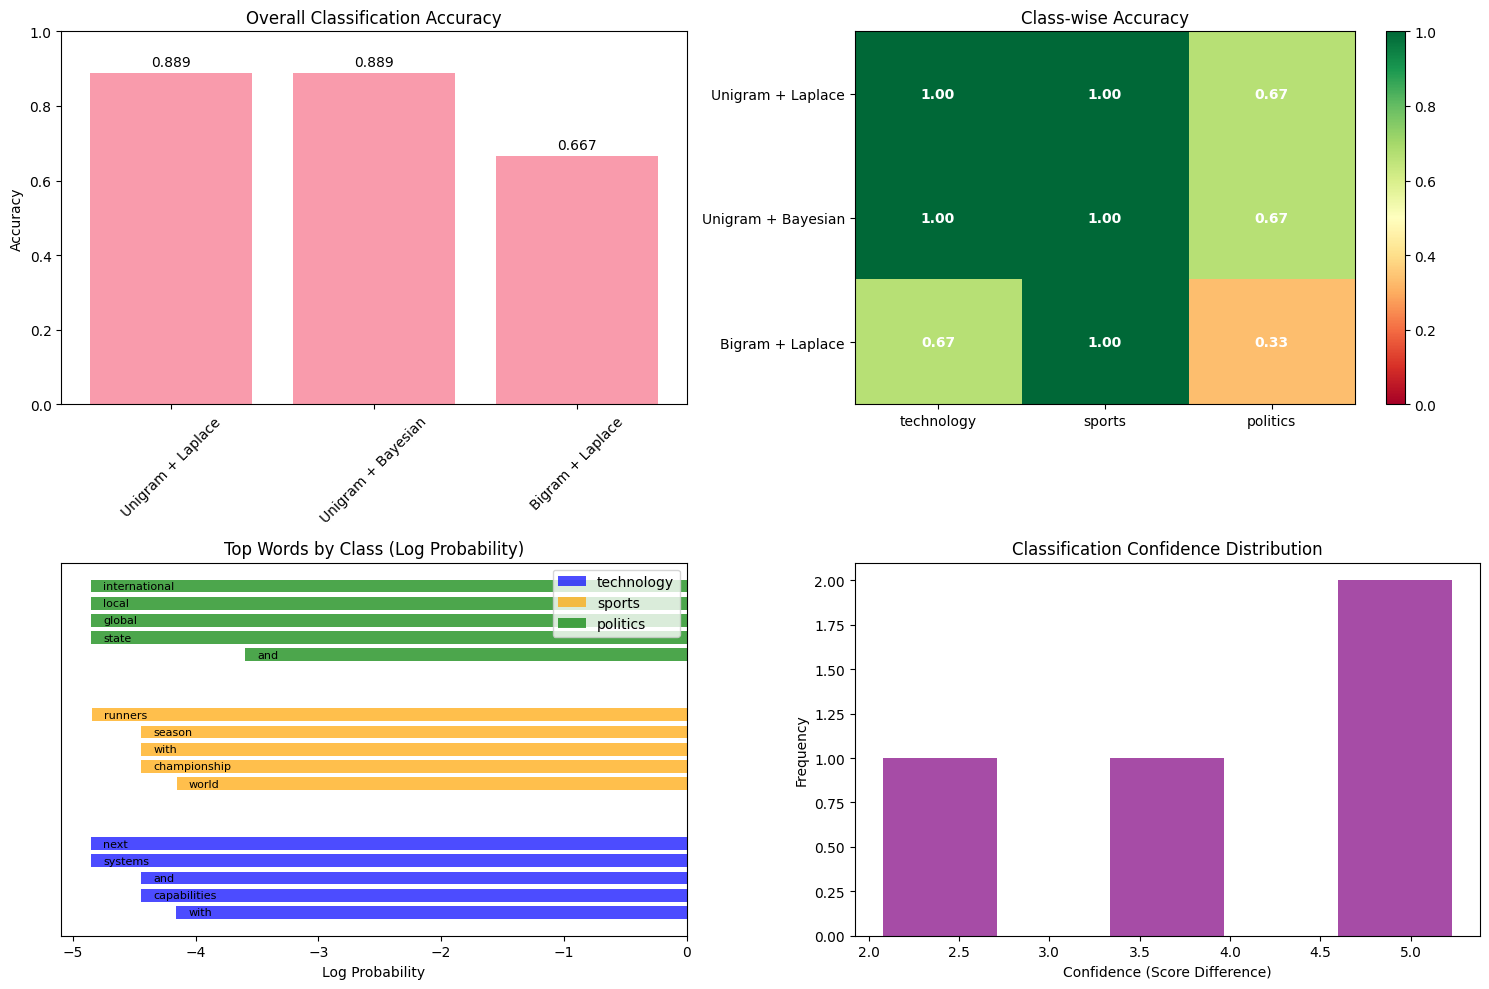 Overall Classification Accuracy
1.0
0.8
0.6
0.4
0.2
0.0
Accuracy
0.889
0.889
0.667
Unigram + Laplace
Unigram + Bayesian
Bigram + Laplace
Class-wise Accuracy
Unigram + Laplace
Unigram + Bayesian
Bigram + Laplace
1.00 1.00 0.67
1.00 1.00 0.67
0.67 1.00 0.33
technology sports politics
1.0
0.8
0.6
0.4
0.2
0.0
Top Words by Class (Log Probability)
international
local
global
state
and
runners
season
with
championship
world
next
systems
and
capabilities
with
technology
sports
politics
−5 −4 −3 −2 −1 0
Log Probability
Classification Confidence Distribution
2.00
1.75
1.50
1.25
1.00
0.75
0.50
0.25
0.00
Frequency
2.0 2.5 3.0 3.5 4.0 4.5 5.0
Confidence (Score Difference)